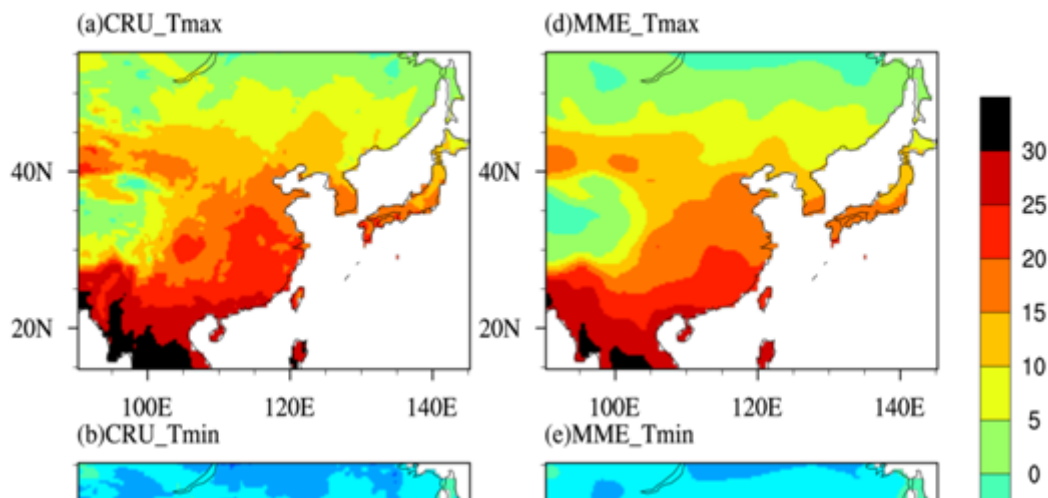 (a)CRU_Tmax
(d)MME_Tmax
40N
20N
100E 120E 140E
40N
20N
100E 120E 140E
30
25
20
15
10
5
0
(b)CRU_Tmin
(e)MME_Tmin